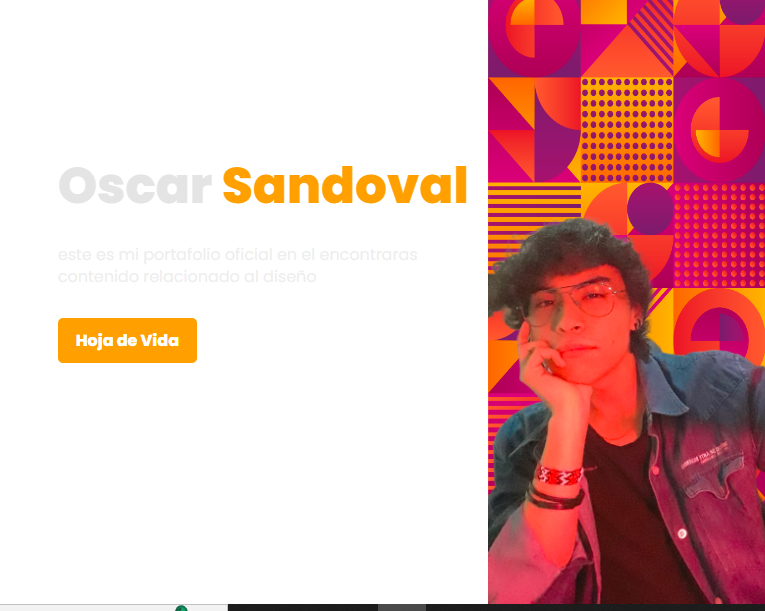 Oscar Sandoval
este es mi portafolio oficial en el encontraras
contenido relacionado al diseño
Hoja de Vida